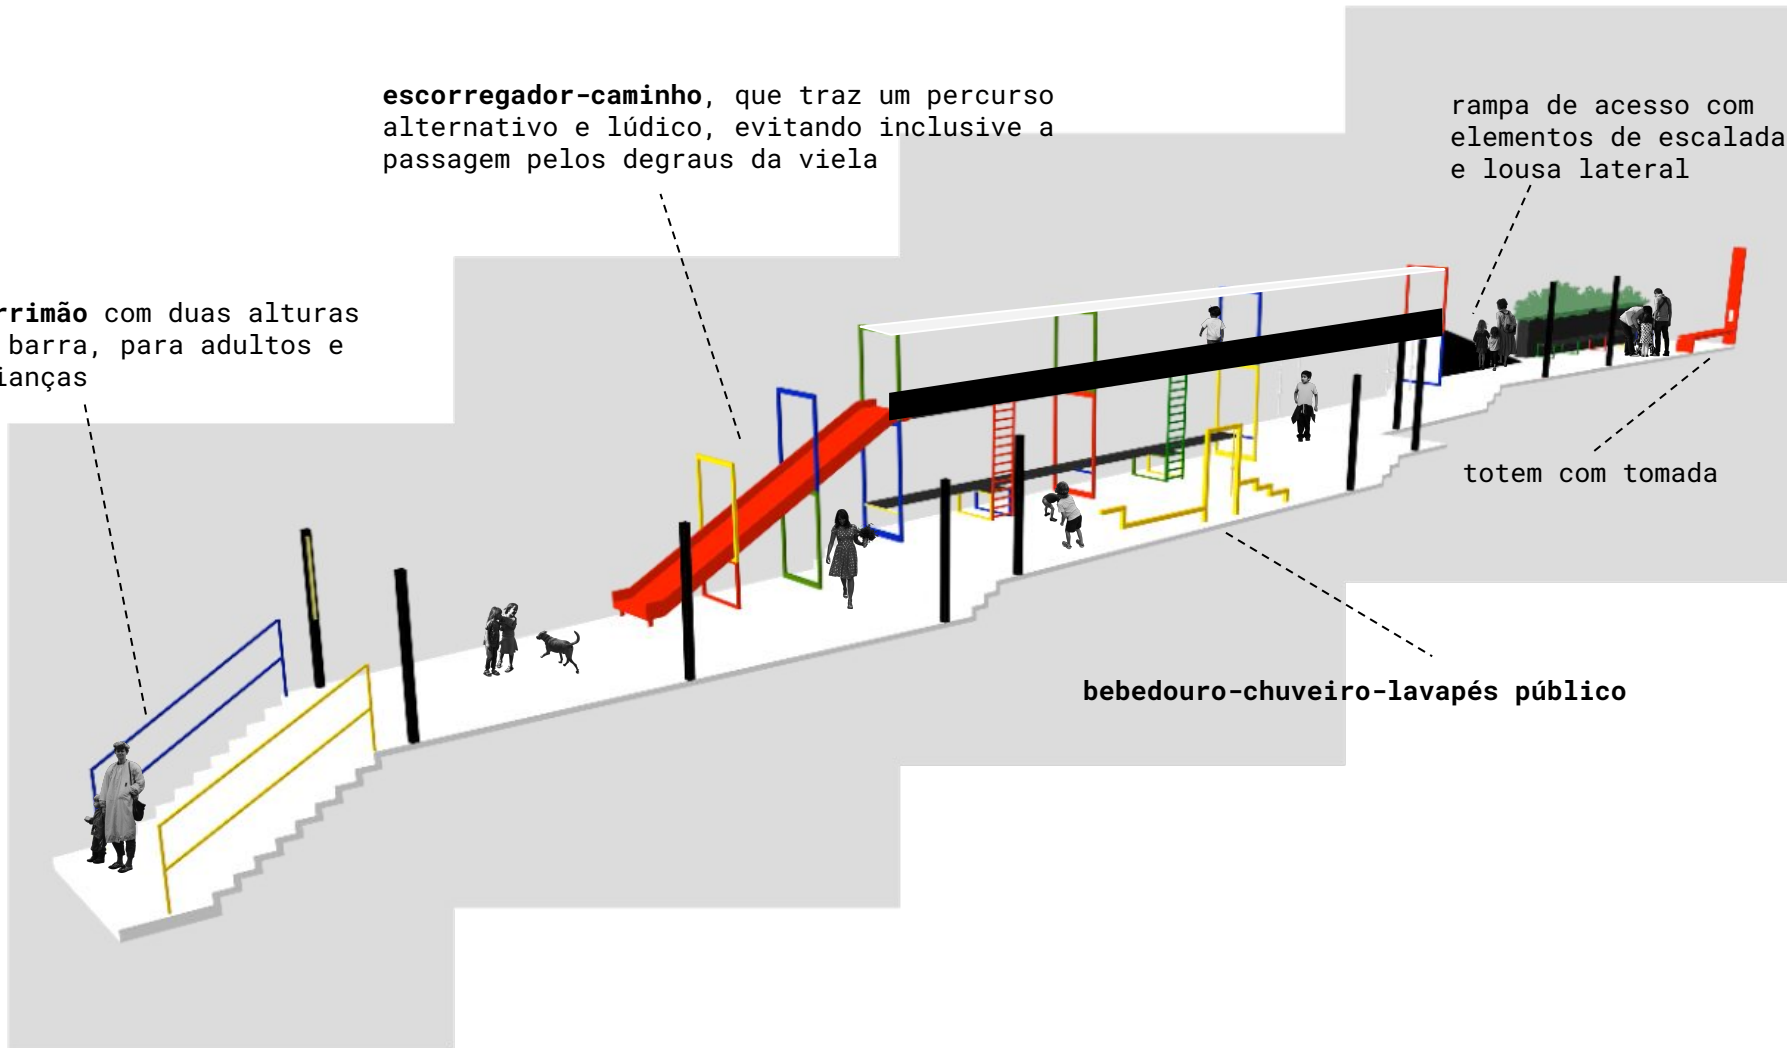 escorregador-caminho, que traz um percurso
alternativo e lúdico, evitando inclusive a
passagem pelos degraus da viela
rampa de acesso com
elementos de escalada
e lousa lateral
rrimão com duas alturas
barra, para adultos e
ianças
totem com tomada
bebedouro-chuveiro-lavapés público